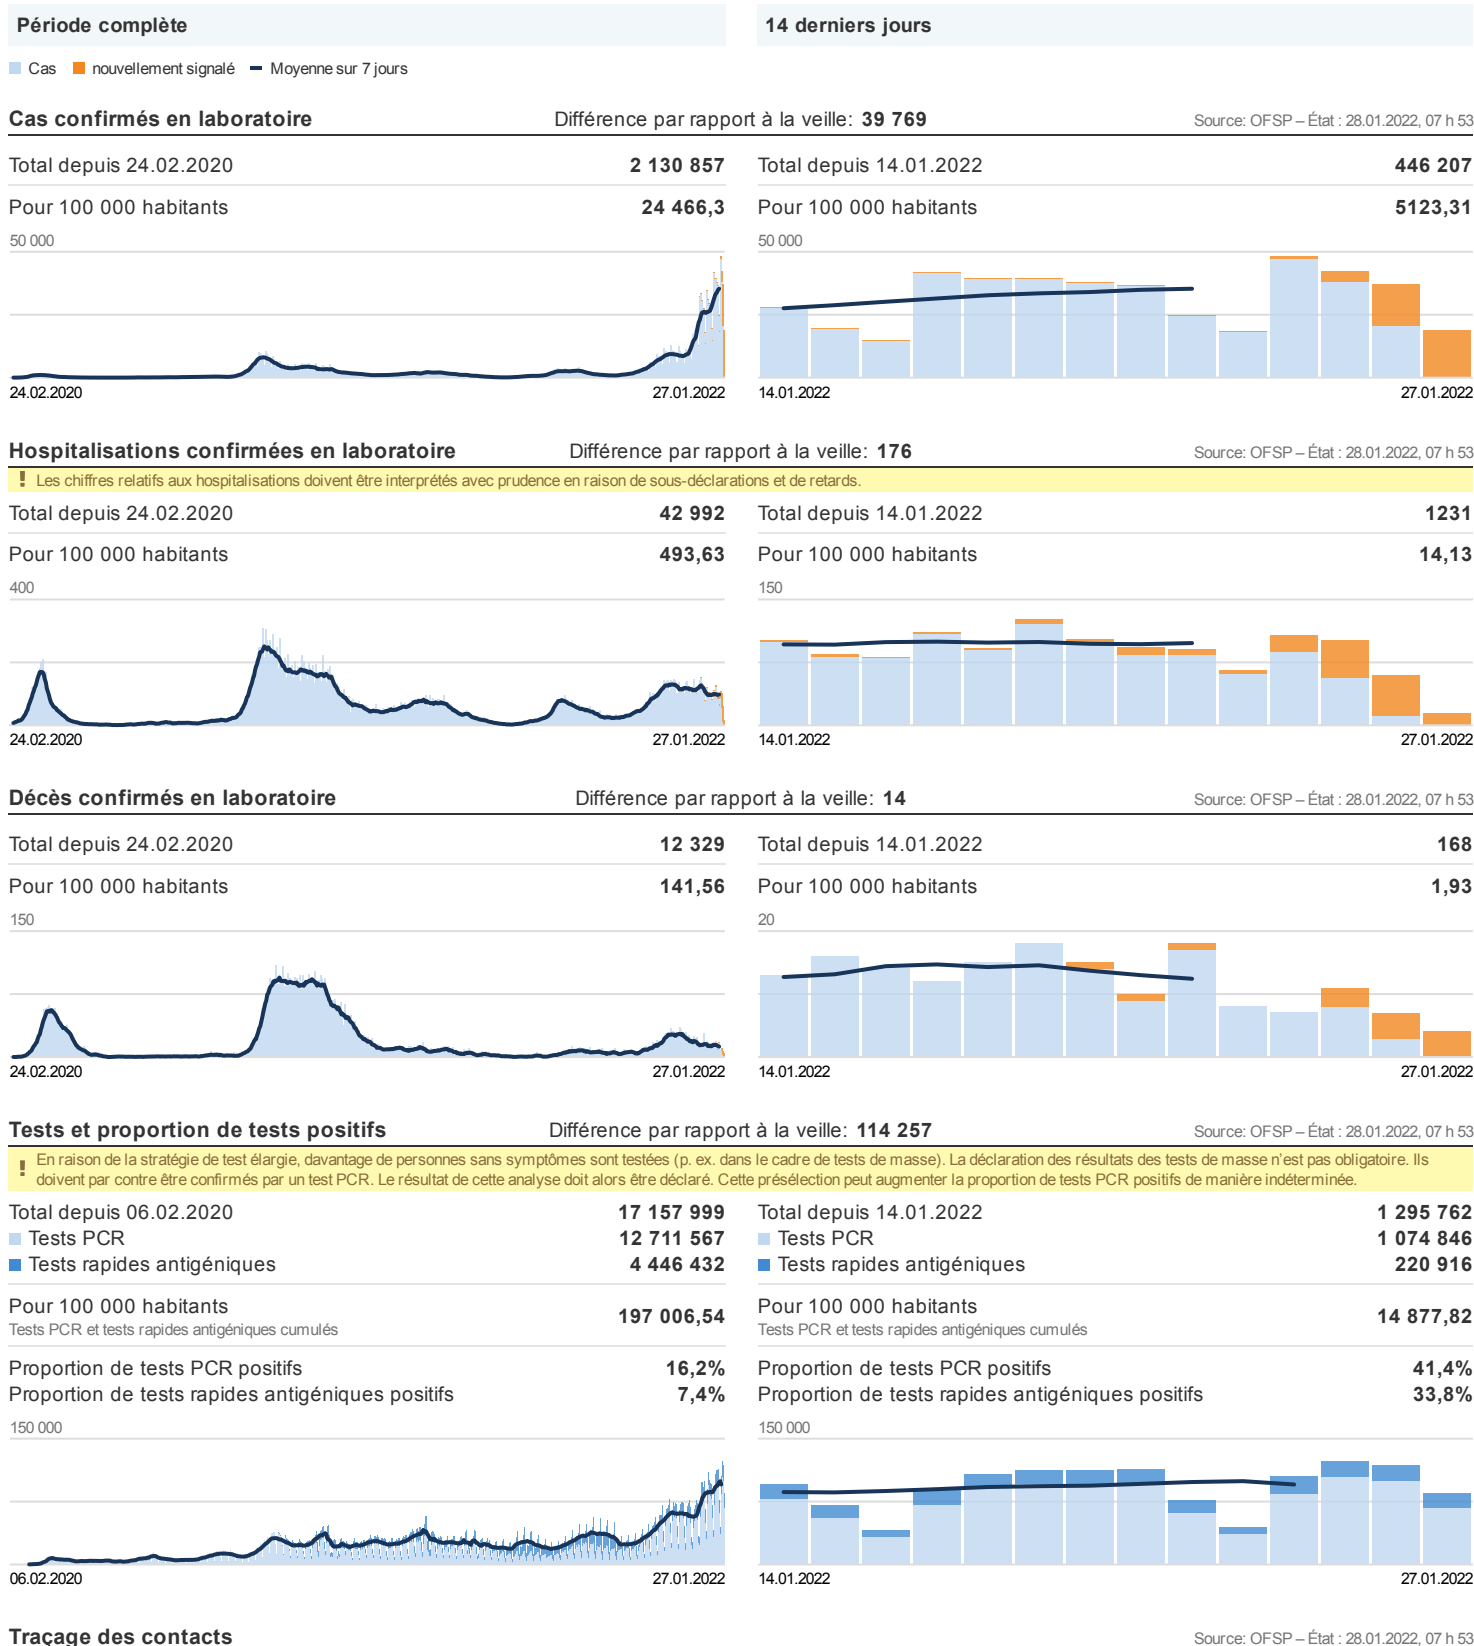 Période complète
14 derniers jours
Cas nouvellement signalé Moyenne sur 7 jours
Cas confirmés en laboratoire Différence par rapport à la veille: 39 769 Source: OFSP – État : 28.01.2022, 07 h 53
Total depuis 24.02.2020 2 130 857
Pour 100 000 habitants 24 466,3
50 000
24.02.2020 27.01.2022
Total depuis 14.01.2022 446 207
Pour 100 000 habitants 5123,31
50 000
14.01.2022 27.01.2022
Hospitalisations confirmées en laboratoire Différence par rapport à la veille: 176 Source: OFSP – État : 28.01.2022, 07 h 53
! Les chiffres relatifs aux hospitalisations doivent être interprétés avec prudence en raison de sous-déclarations et de retards.
Total depuis 24.02.2020 42 992
Pour 100 000 habitants 493,63
400
24.02.2020 27.01.2022
Total depuis 14.01.2022 1231
Pour 100 000 habitants 14,13
150
14.01.2022 27.01.2022
Décès confirmés en laboratoire Différence par rapport à la veille: 14 Source: OFSP – État : 28.01.2022, 07 h 53
Total depuis 24.02.2020 12 329
Pour 100 000 habitants 141,56
150
24.02.2020 27.01.2022
Total depuis 14.01.2022 168
Pour 100 000 habitants 1,93
20
14.01.2022 27.01.2022
Tests et proportion de tests positifs Différence par rapport à la veille: 114 257 Source: OFSP – État : 28.01.2022, 07 h 53
! En raison de la stratégie de test élargie, davantage de personnes sans symptômes sont testées (p. ex. dans le cadre de tests de masse). La déclaration des résultats des tests de masse n'est pas obligatoire. Ils
doivent par contre être confirmés par un test PCR. Le résultat de cette analyse doit alors être déclaré. Cette présélection peut augmenter la proportion de tests PCR positifs de manière indéterminée.
Total depuis 06.02.2020 17 157 999
Tests PCR 12 711 567
Tests rapides antigéniques 4 446 432
Pour 100 000 habitants 197 006,54
Tests PCR et tests rapides antigéniques cumulés
Proportion de tests PCR positifs 16,2%
Proportion de tests rapides antigéniques positifs 7,4%
150 000
06.02.2020 27.01.2022
Total depuis 14.01.2022 1 295 762
Tests PCR 1 074 846
Tests rapides antigéniques 220 916
Pour 100 000 habitants 14 877,82
Tests PCR et tests rapides antigéniques cumulés
Proportion de tests PCR positifs 41,4%
Proportion de tests rapides antigéniques positifs 33,8%
150 000
14.01.2022 27.01.2022
Traçage des contacts Source: OFSP – État : 28.01.2022, 07 h 53